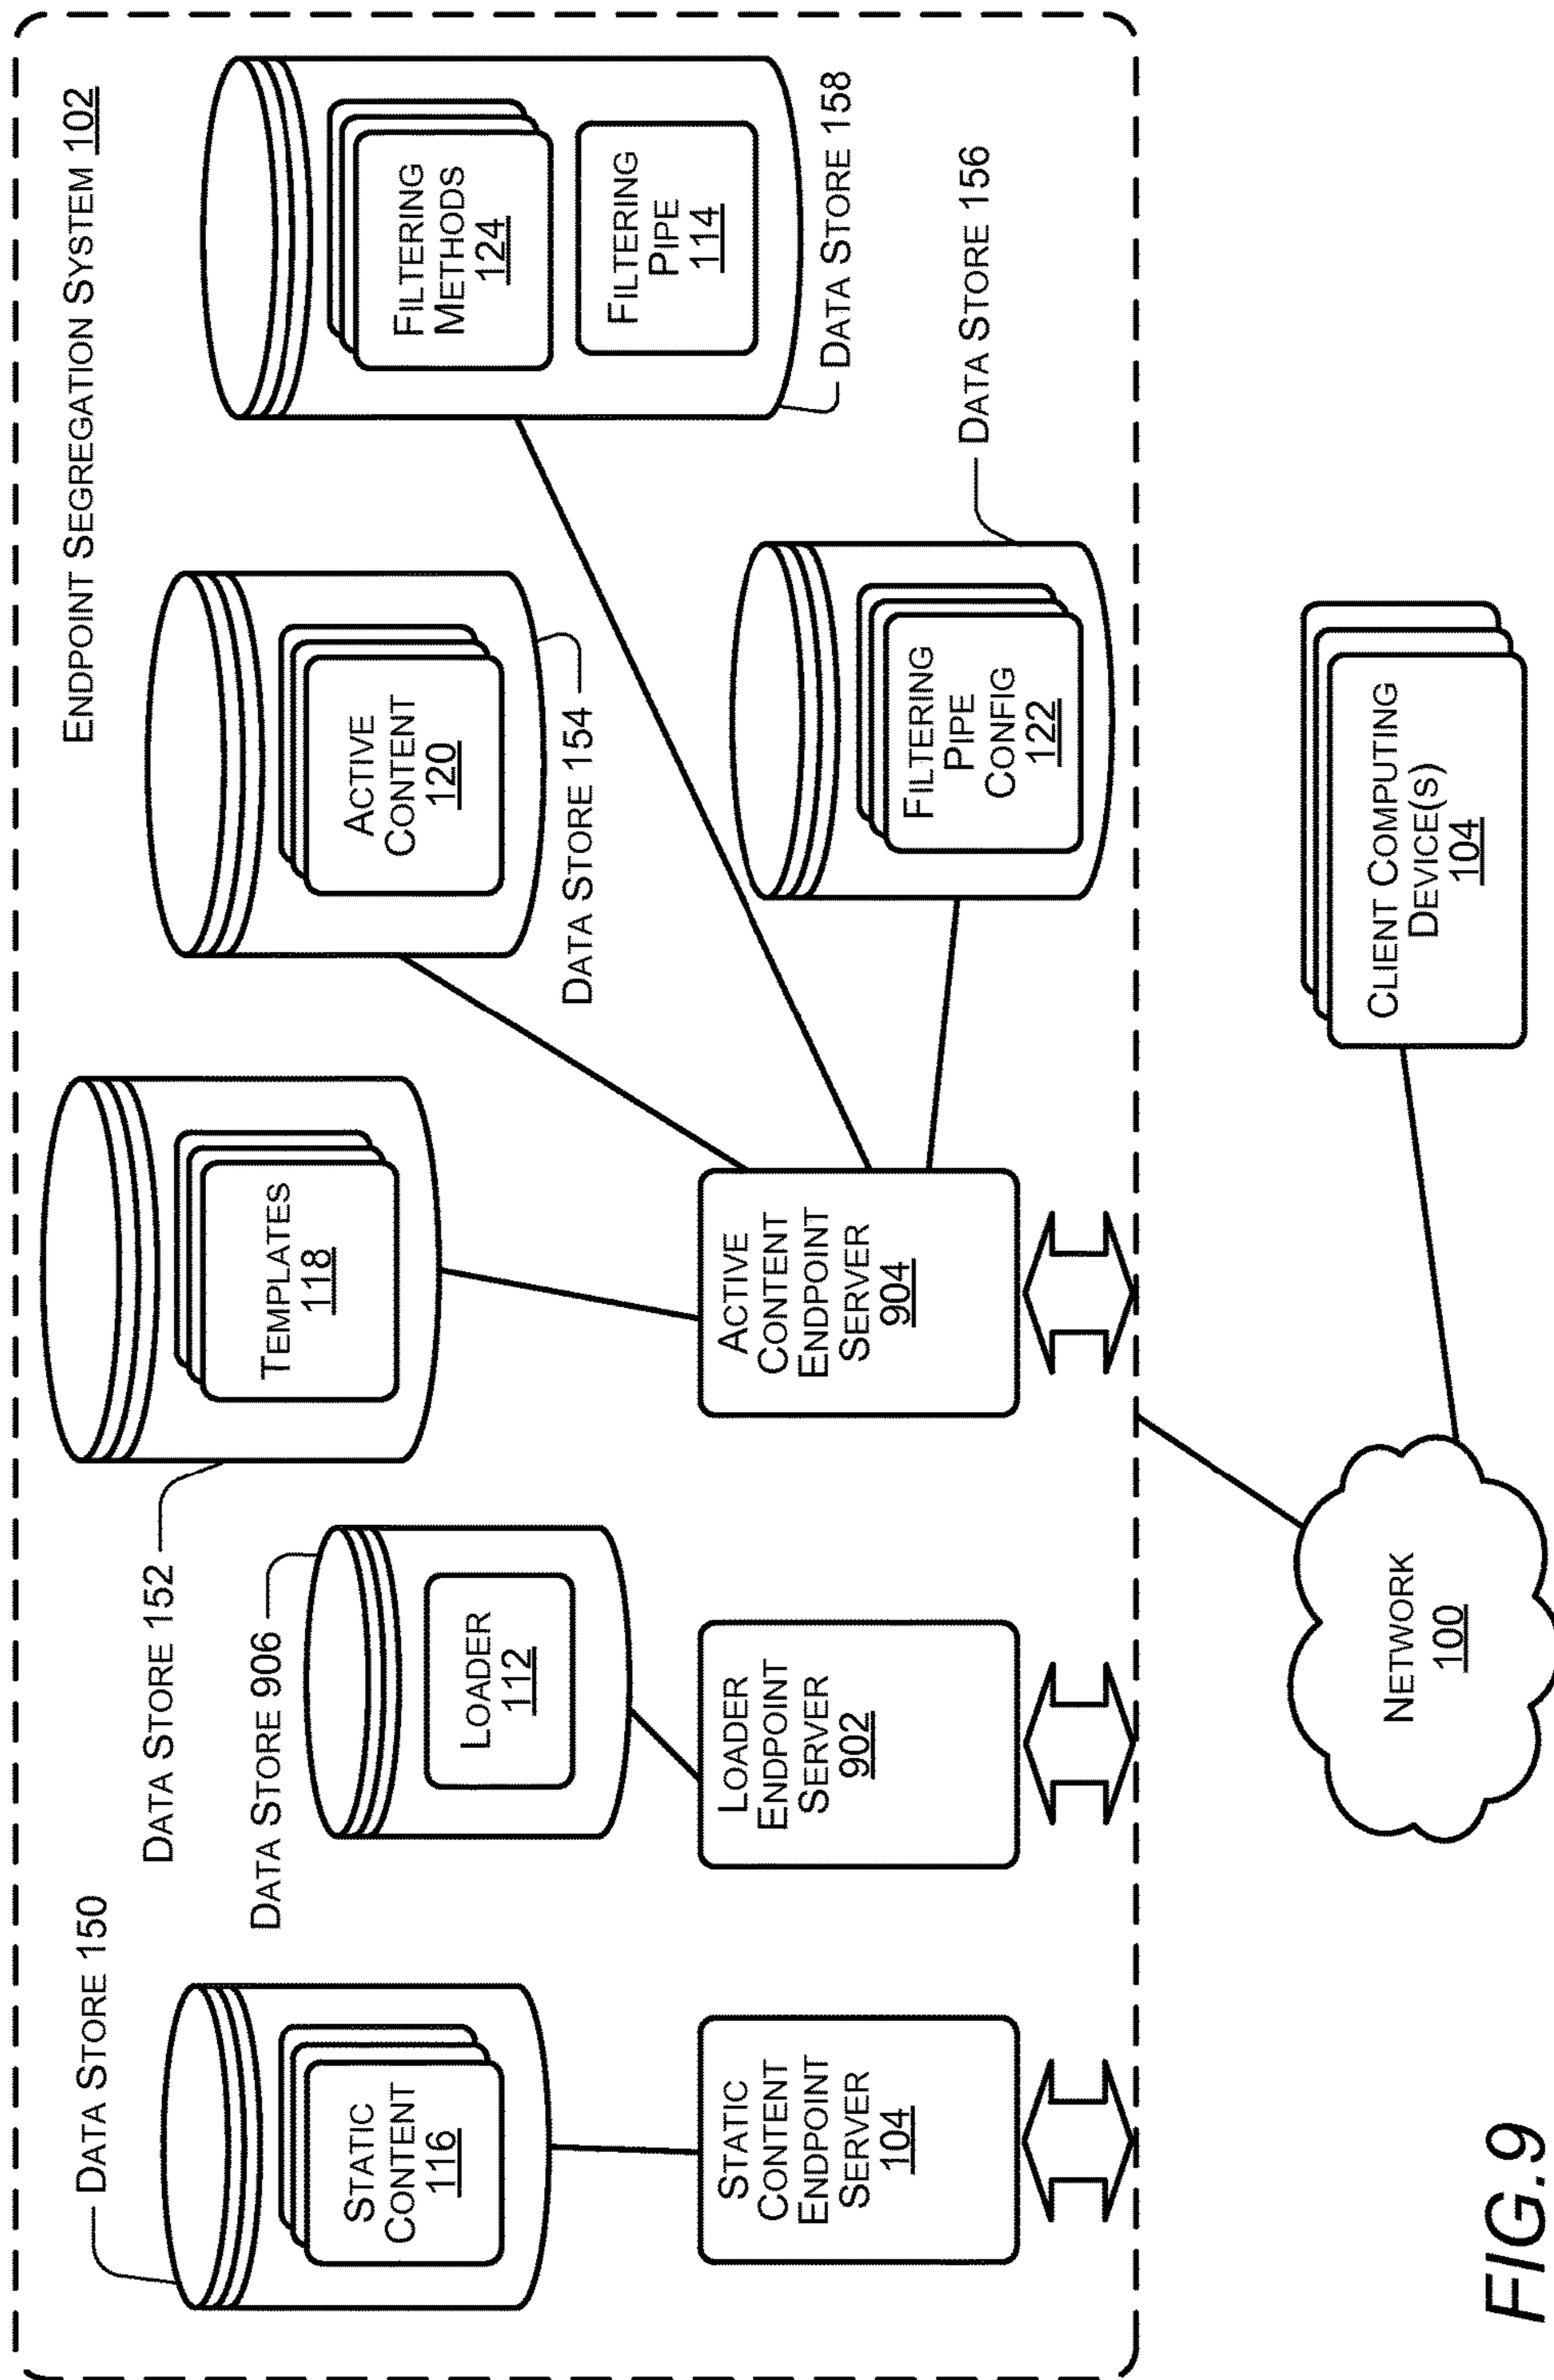 ENDPOINT SEGREGATION SYSTEM 102
DATA STORE 150
STATIC
CONTENT
116
STATIC
CONTENT
ENDPOINT
SERVER
104
DATA STORE 152
DATA STORE 906
LOADER
112
LOADER
ENDPOINT
SERVER
902
TEMPLATES
118
ACTIVE
CONTENT
ENDPOINT
SERVER
904
ACTIVE
CONTENT
120
DATA STORE 154
FILTERING
METHODS
124
FILTERING
PIPE
114
DATA STORE 158
FILTERING
PIPE
CONFIG
122
DATA STORE 156
NETWORK
100
CLIENT COMPUTING
DEVICE(S)
104
FIG.9